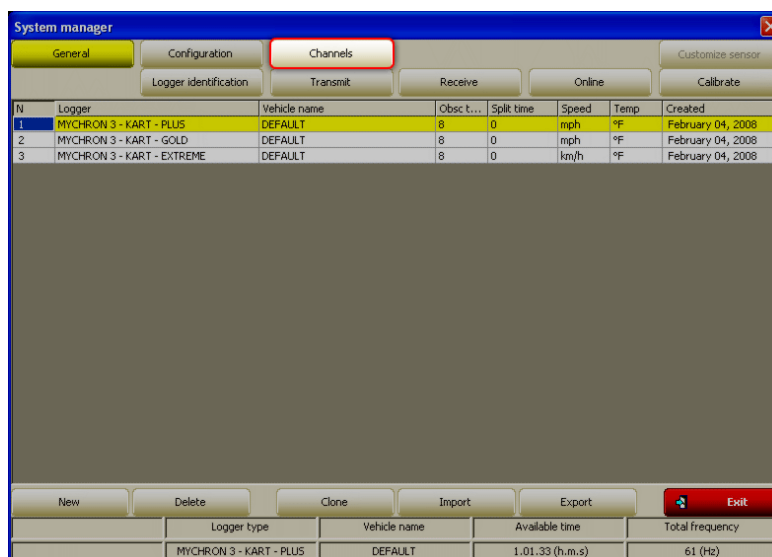 System manager
General Configuration Channels Customize sensor
Logger identification Transmit Receive Online Calibrate
N Logger Vehicle name Obsc t... Split time Speed Temp Created
1 MYCHRON 3 - KART - PLUS DEFAULT 8 0 mph °F February 04, 2008
2 MYCHRON 3 - KART - GOLD DEFAULT 8 0 mph °F February 04, 2008
3 MYCHRON 3 - KART - EXTREME DEFAULT 8 0 km/h °F February 04, 2008
New Delete Clone Import Export Exit
Logger type Vehicle name Available time Total frequency
MYCHRON 3 - KART - PLUS DEFAULT 1.01.33 (h.m.s) 61 (Hz)